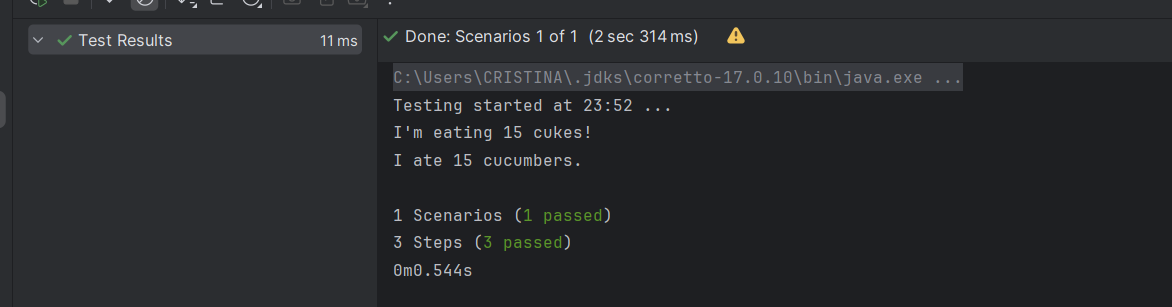 Test Results 11 ms
Done: Scenarios 1 of 1 (2 sec 314 ms)
C:\Users\CRISTINA\.jdks\corretto-17.0.10\bin\java.exe ...
Testing started at 23:52 ...
I'm eating 15 cukes!
I ate 15 cucumbers.
1 Scenarios (1 passed)
3 Steps (3 passed)
0m0.544s